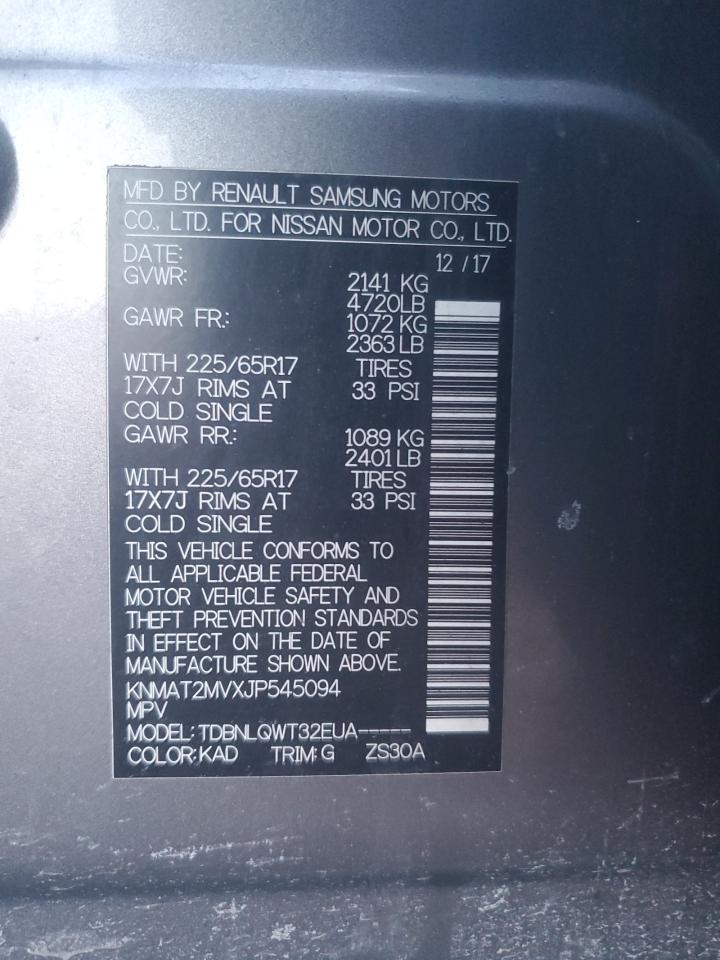 MFD BY RENAULT SAMSUNG MOTORS
CO., LTD. FOR NISSAN MOTOR CO., LTD.
DATE: 12 / 17
GVWR: 2141 KG
4720LB
GAWR FR.: 1072 KG
2363 LB
WITH 225/65R17 TIRES
17X7J RIMS AT 33 PSI
COLD SINGLE
GAWR RR.: 1089 KG
2401 LB
WITH 225/65R17 TIRES
17X7J RIMS AT 33 PSI
COLD SINGLE
THIS VEHICLE CONFORMS TO
ALL APPLICABLE FEDERAL
MOTOR VEHICLE SAFETY AND
THEFT PREVENTION STANDARDS
IN EFFECT ON THE DATE OF
MANUFACTURE SHOWN ABOVE.
KNMAT2MVXJP545094
MPV
MODEL: TDBNLQWT32EUA-----
COLOR: KAD TRIM: G ZS30A